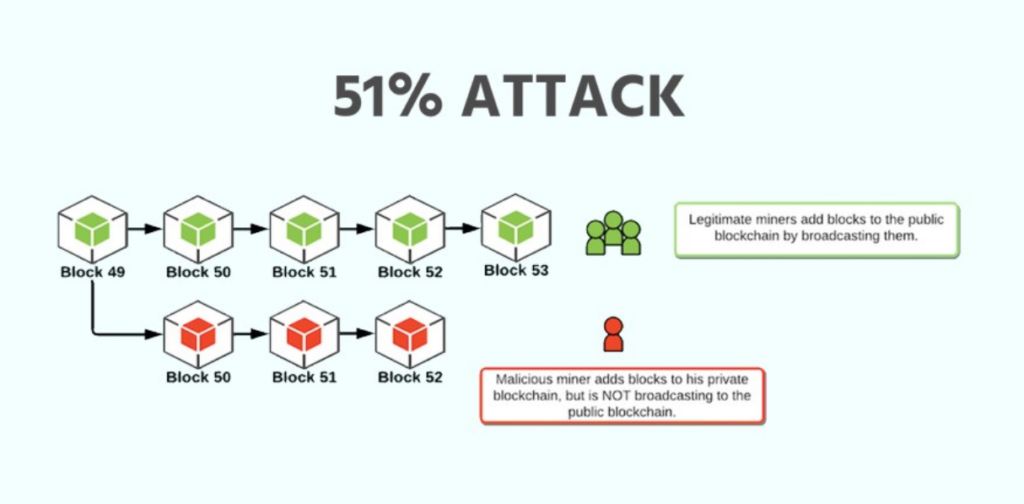 51% ATTACK
Block 49
Block 50
Block 51
Block 52
Block 53
Legitimate miners add blocks to the public
blockchain by broadcasting them.
Block 50
Block 51
Block 52
Malicious miner adds blocks to his private
blockchain, but is NOT broadcasting to the
public blockchain.